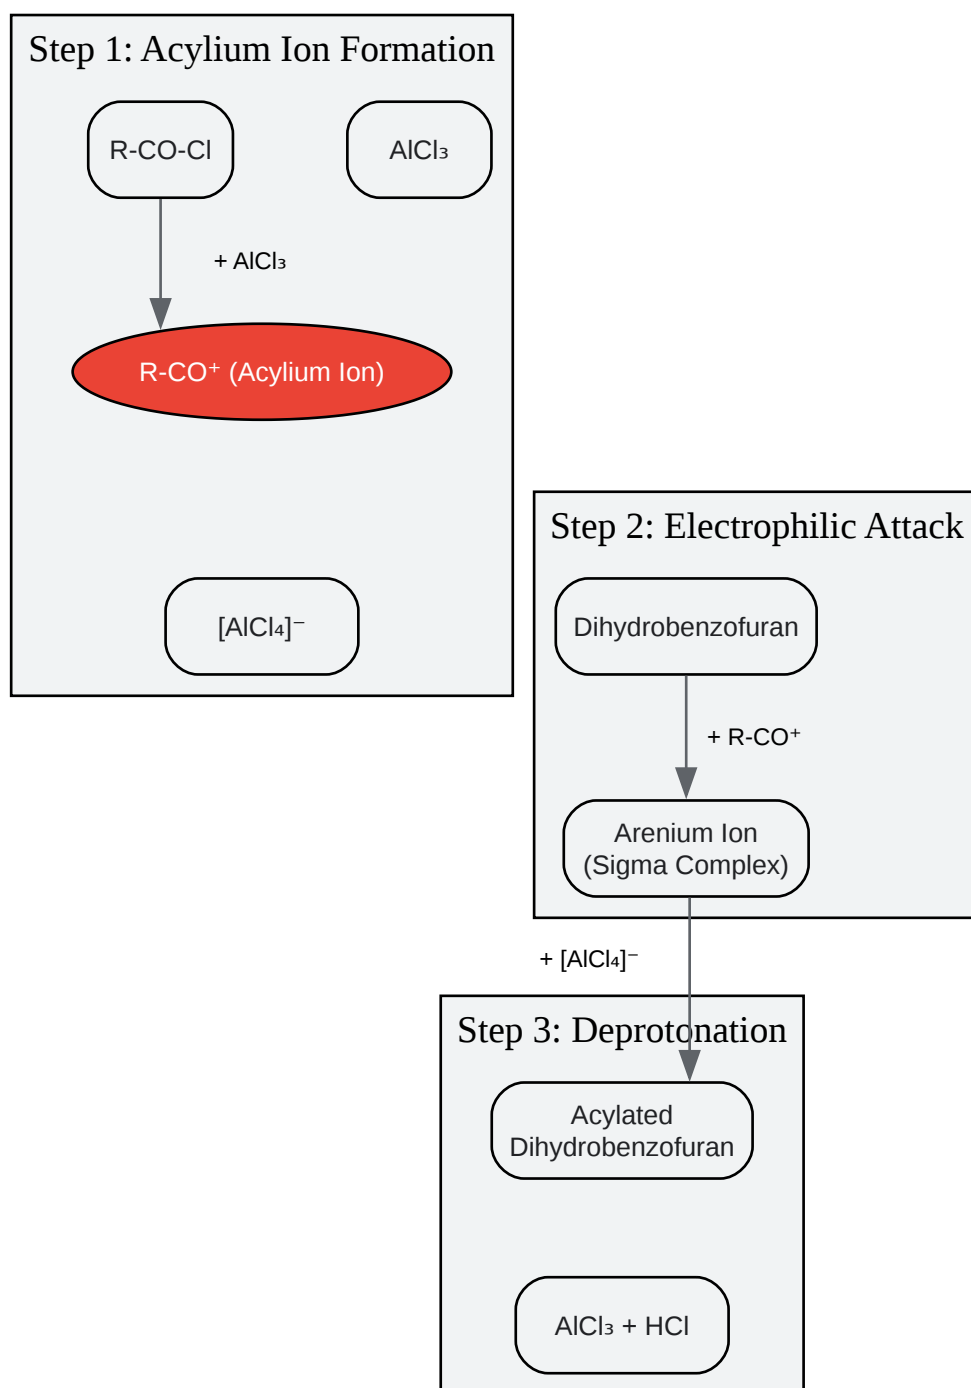 Step 1: Acylium Ion Formation
R-CO-Cl
AlCl₃
+ AlCl₃
R-CO⁺ (Acylium Ion)
[AlCl₄]⁻
Step 2: Electrophilic Attack
Dihydrobenzofuran
+ R-CO⁺
Arenium Ion
(Sigma Complex)
+ [AlCl₄]⁻
Step 3: Deprotonation
Acylated
Dihydrobenzofuran
AlCl₃ + HCl